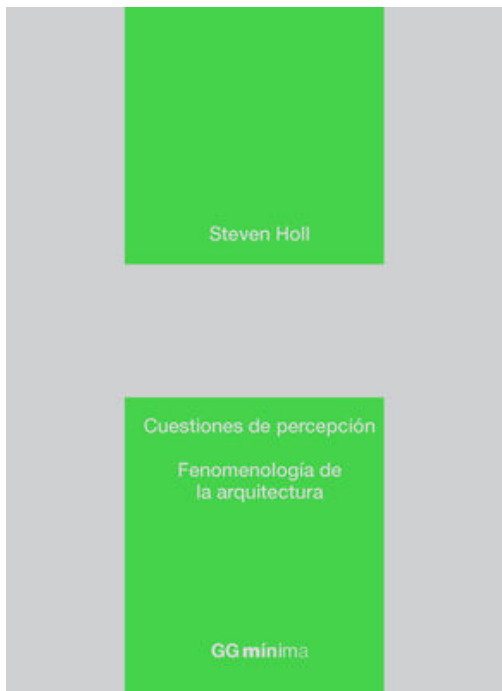 Steven Holl
Cuestiones de percepción
Fenomenología de
la arquitectura
GG mínima